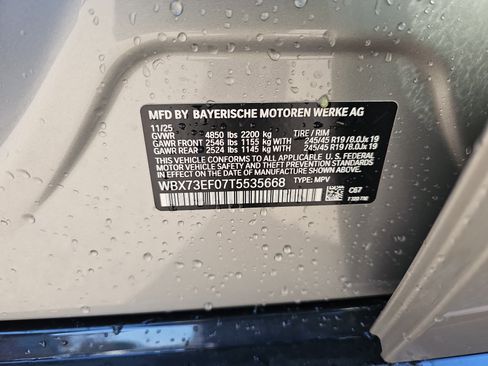 MFD BY BAYERISCHE MOTOREN WERKE AG
11/25
GVWR 4850 lbs 2200 kg TIRE / RIM
GAWR FRONT 2546 lbs 1155 kg WITH 245/45 R19 / 8.0Jx 19
GAWR REAR 2524 lbs 1145 kg WITH 245/45 R19 / 8.0Jx 19
THIS VEHICLE CONFORMS TO ALL APPLICABLE U. S. FEDERAL
MOTOR VEHICLE SAFETY AND THEFT PREVENTION STANDARDS
IN EFFECT ON THE DATE OF MANUFACTURE SHOWN ABOVE.
WBX73EF07T5535668
TYPE: MPV
C67